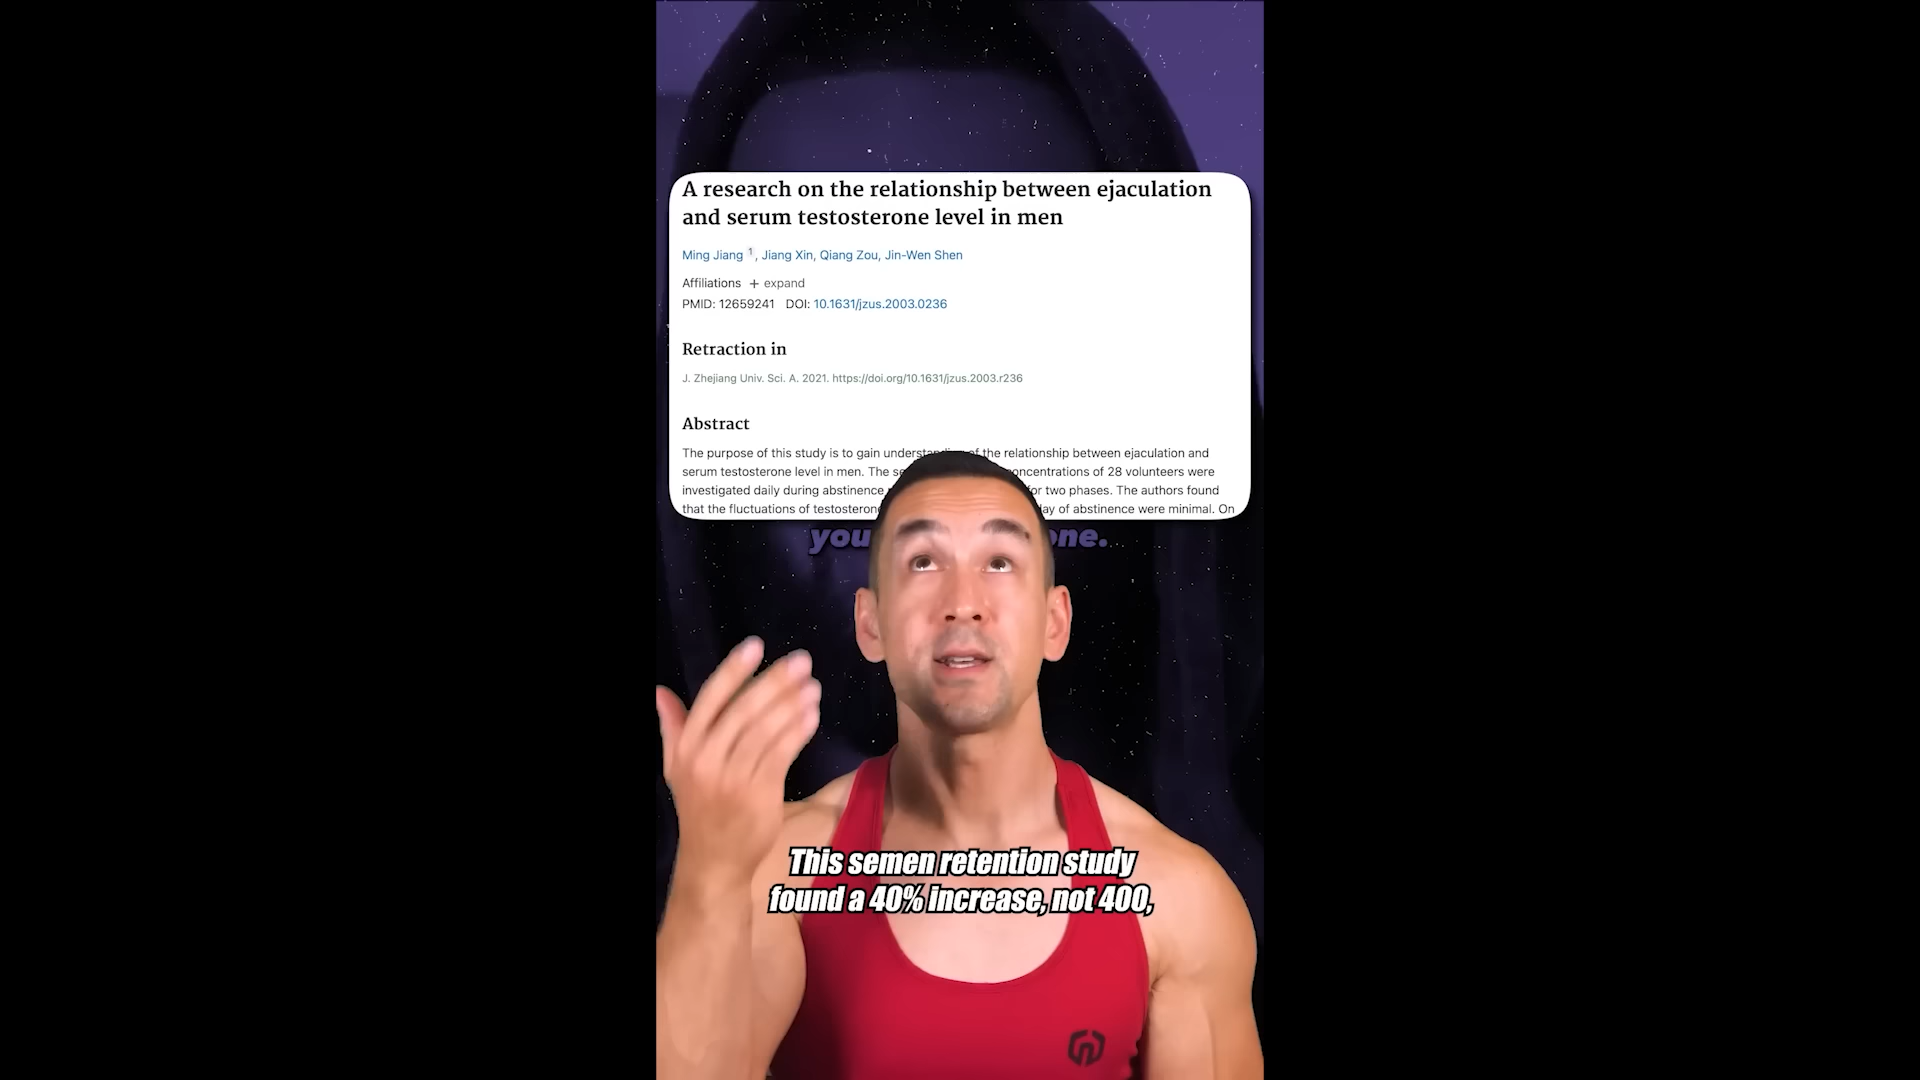 A research on the relationship between ejaculation
and serum testosterone level in men
Ming Jiang 1, Jiang Xin, Qiang Zou, Jin-Wen Shen
Affiliations + expand
PMID: 12659241 DOI: 10.1631/jzus.2003.0236
Retraction in
J. Zhejiang Univ. Sci. A. 2021. https://doi.org/10.1631/jzus.2003.r236
Abstract
The purpose of this study is to gain understanding of the relationship between ejaculation and
serum testosterone level in men. The concentrations of 28 volunteers were
investigated daily during abstinence for two phases. The authors found
that the fluctuations of testosterone day of abstinence were minimal. On
you one.
This semen retention study
found a 40% increase, not 400,